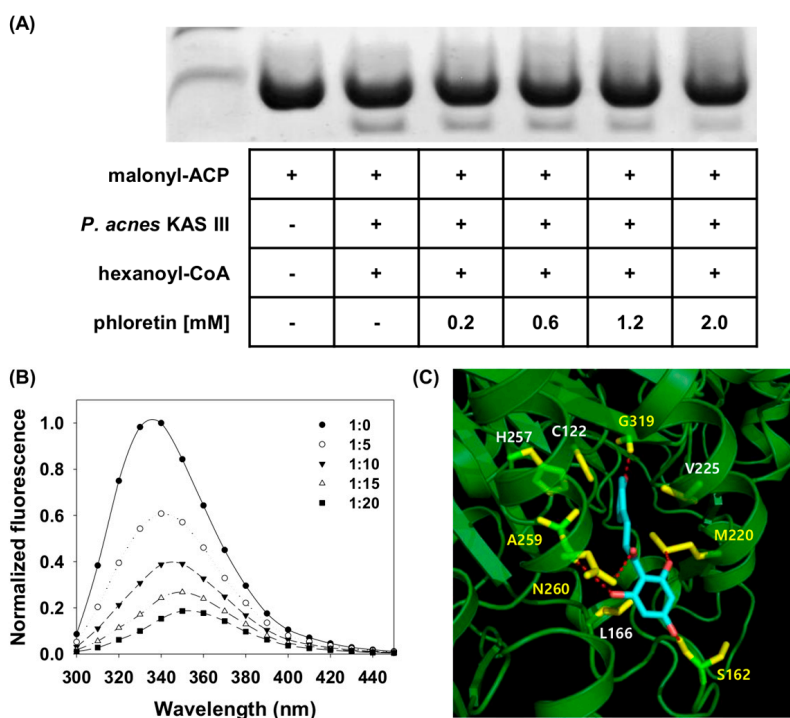 (A)
malonyl-ACP + + + + + +
P. acnes KAS III - + + + + +
hexanoyl-CoA - + + + + +
phloretin [mM] - - 0.2 0.6 1.2 2.0
(B)
1.0
0.8
0.6
0.4
0.2
0.0
Normalized fluorescence
1:0
1:5
1:10
1:15
1:20
300 320 340 360 380 400 420 440
Wavelength (nm)
(C)
G319
C122
H257
V225
A259
M220
N260
L166
S162